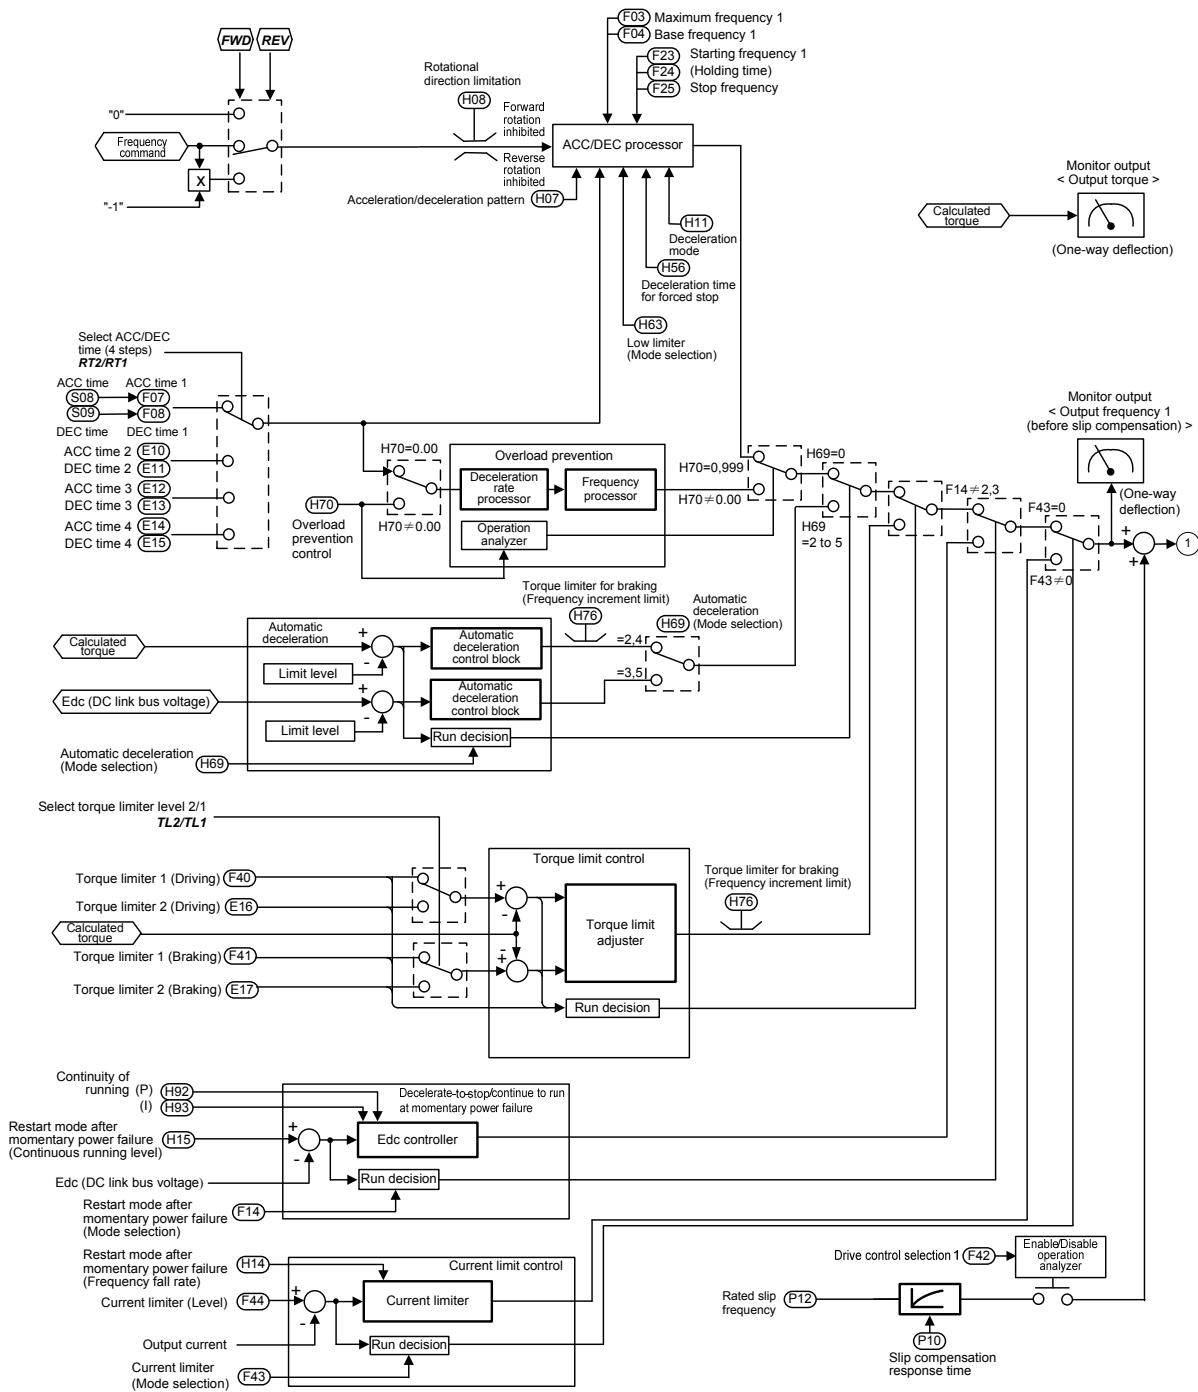 F03 Maximum frequency 1
F04 Base frequency 1
F23 Starting frequency 1
F24 (Holding time)
F25 Stop frequency
FWD REV
"0"
Frequency
command
X
"-1"
Rotational
direction limitation
H08
Forward
rotation
inhibited
Reverse
rotation
inhibited
ACC/DEC processor
Acceleration/deceleration pattern H07
H11
Deceleration
mode
H56
Deceleration time
for forced stop
H63
Low limiter
(Mode selection)
Monitor output
< Output torque >
Calculated
torque
(One-way deflection)
Select ACC/DEC
time (4 steps)
RT2/RT1
ACC time ACC time 1
S08 F07
S09 F08
DEC time DEC time 1
ACC time 2 E10
DEC time 2 E11
ACC time 3 E12
DEC time 3 E13
ACC time 4 E14
DEC time 4 E15
H70=0.00
H70
Overload
prevention
control
H70≠0.00
Overload prevention
Deceleration
rate
processor
Frequency
processor
Operation
analyzer
H70=0,999
H70≠0.00
H69=0
H69
=2 to 5
F14≠2,3
F43=0
F43≠0
Monitor output
< Output frequency 1
(before slip compensation) >
(One-way
deflection)
+
+
1
Calculated
torque
Edc (DC link bus voltage)
Automatic
deceleration
+
-
Limit level
Automatic
deceleration
control block
+
-
Limit level
Automatic
deceleration
control block
Run decision
Automatic deceleration
(Mode selection) H69
Torque limiter for braking
(Frequency increment limit)
H76
=2,4
=3,5
H69
Automatic
deceleration
(Mode selection)
Select torque limiter level 2/1
TL2/TL1
Torque limiter 1 (Driving) F40
Torque limiter 2 (Driving) E16
Calculated
torque
Torque limiter 1 (Braking) F41
Torque limiter 2 (Braking) E17
Torque limit control
+
-
-
+
Torque limit
adjuster
Run decision
Torque limiter for braking
(Frequency increment limit)
H76
Continuity of
running (P) H92
(I) H93
Restart mode after
momentary power failure
(Continuous running level)
H15
Edc (DC link bus voltage)
Restart mode after
momentary power failure
(Mode selection)
F14
Decelerate-to-stop/continue to run
at momentary power failure
+
-
Edc controller
Run decision
Restart mode after
momentary power failure
(Frequency fall rate)
H14
Current limiter (Level) F44
Output current
Current limiter
(Mode selection) F43
Current limit control
+
-
Current limiter
Run decision
Drive control selection 1 F42
Enable/Disable
operation
analyzer
Rated slip
frequency
P12
P10
Slip compensation
response time